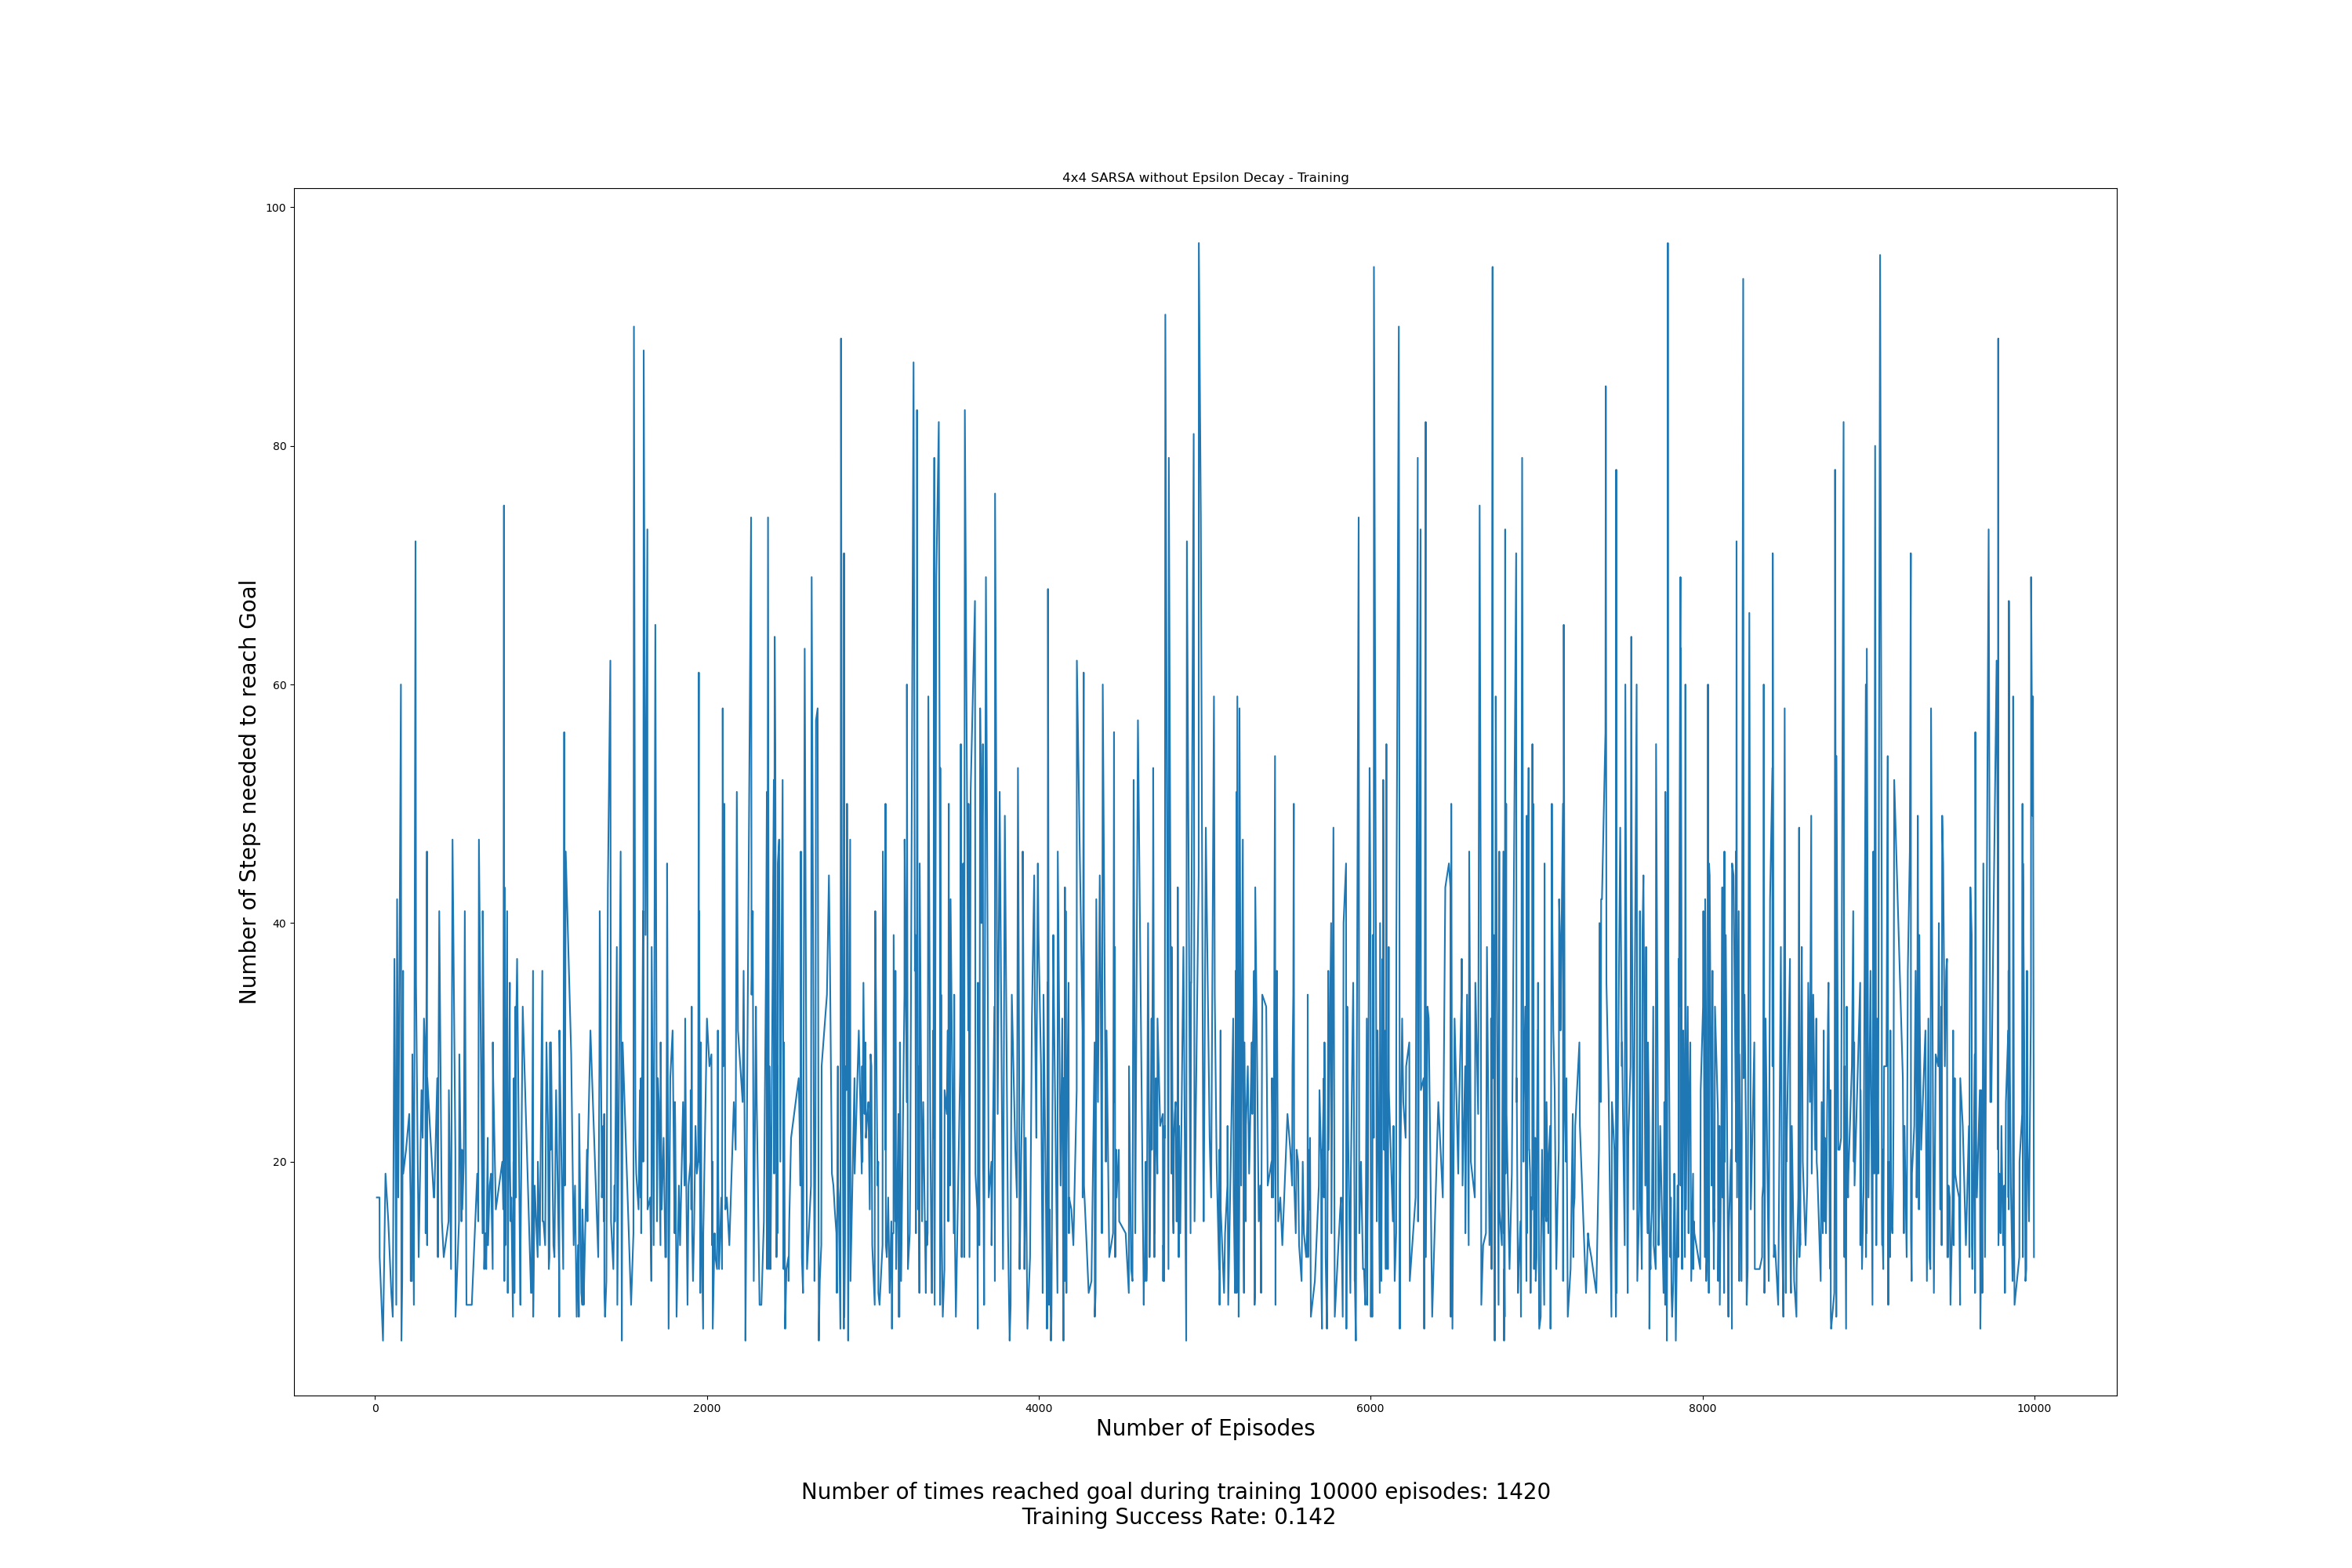 4x4 SARSA without Epsilon Decay - Training
100
80
60
40
20
Number of Steps needed to reach Goal
0 2000 4000 6000 8000 10000
Number of Episodes
Number of times reached goal during training 10000 episodes: 1420
Training Success Rate: 0.142